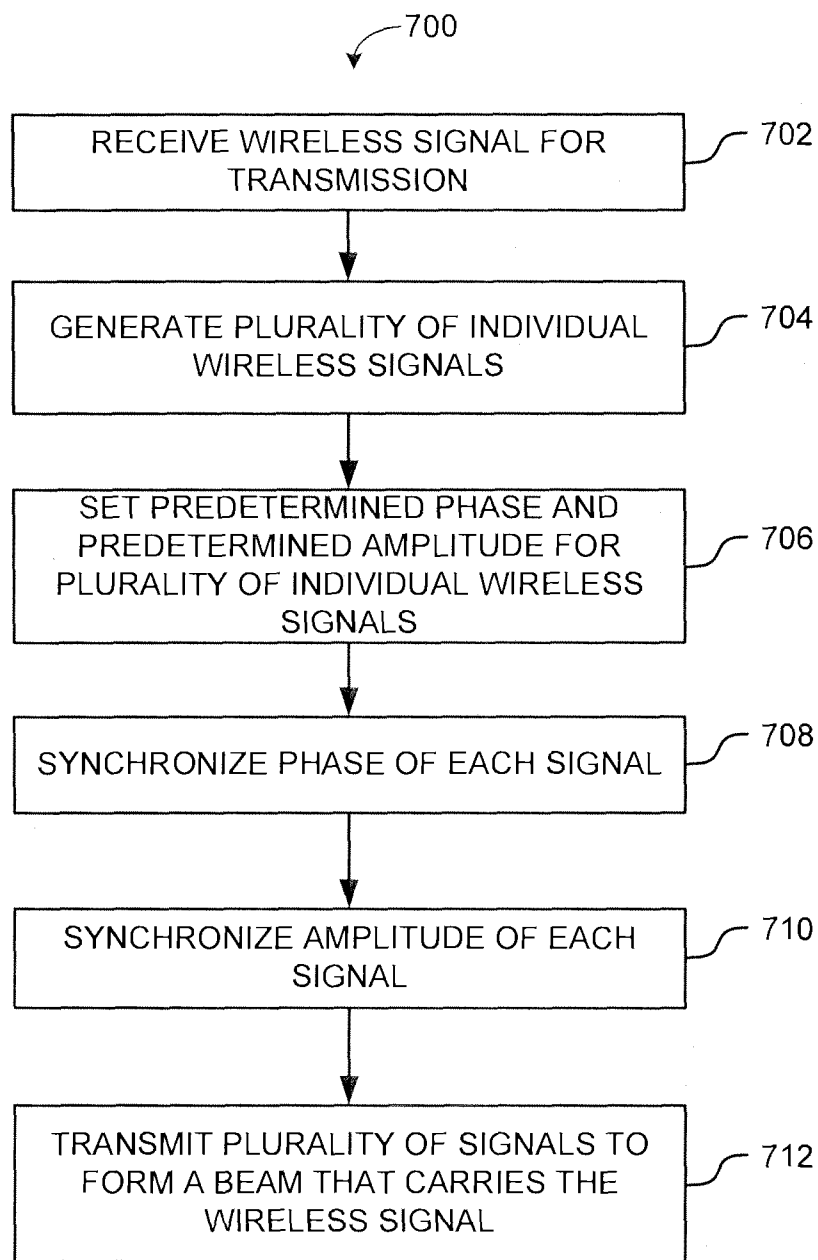 700
RECEIVE WIRELESS SIGNAL FOR
TRANSMISSION
702
GENERATE PLURALITY OF INDIVIDUAL
WIRELESS SIGNALS
704
SET PREDETERMINED PHASE AND
PREDETERMINED AMPLITUDE FOR
PLURALITY OF INDIVIDUAL WIRELESS
SIGNALS
706
SYNCHRONIZE PHASE OF EACH SIGNAL
708
SYNCHRONIZE AMPLITUDE OF EACH
SIGNAL
710
TRANSMIT PLURALITY OF SIGNALS TO
FORM A BEAM THAT CARRIES THE
WIRELESS SIGNAL
712